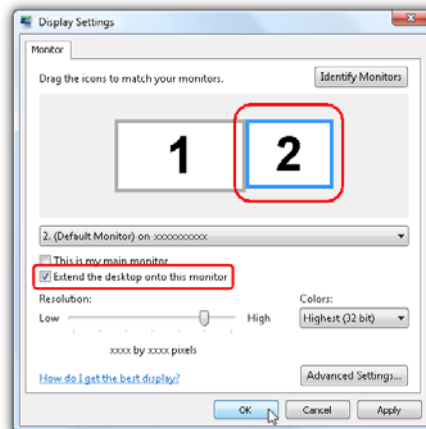 Display Settings
Monitor
Drag the icons to match your monitors.
Identify Monitors
1
2
2. (Default Monitor) on xxxxxxxxxx
This is my main monitor
Extend the desktop onto this monitor
Resolution:
Colors:
Low
High
Highest (32 bit)
xxxx by xxxx pixels
How do I get the best display?
Advanced Settings...
OK
Cancel
Apply